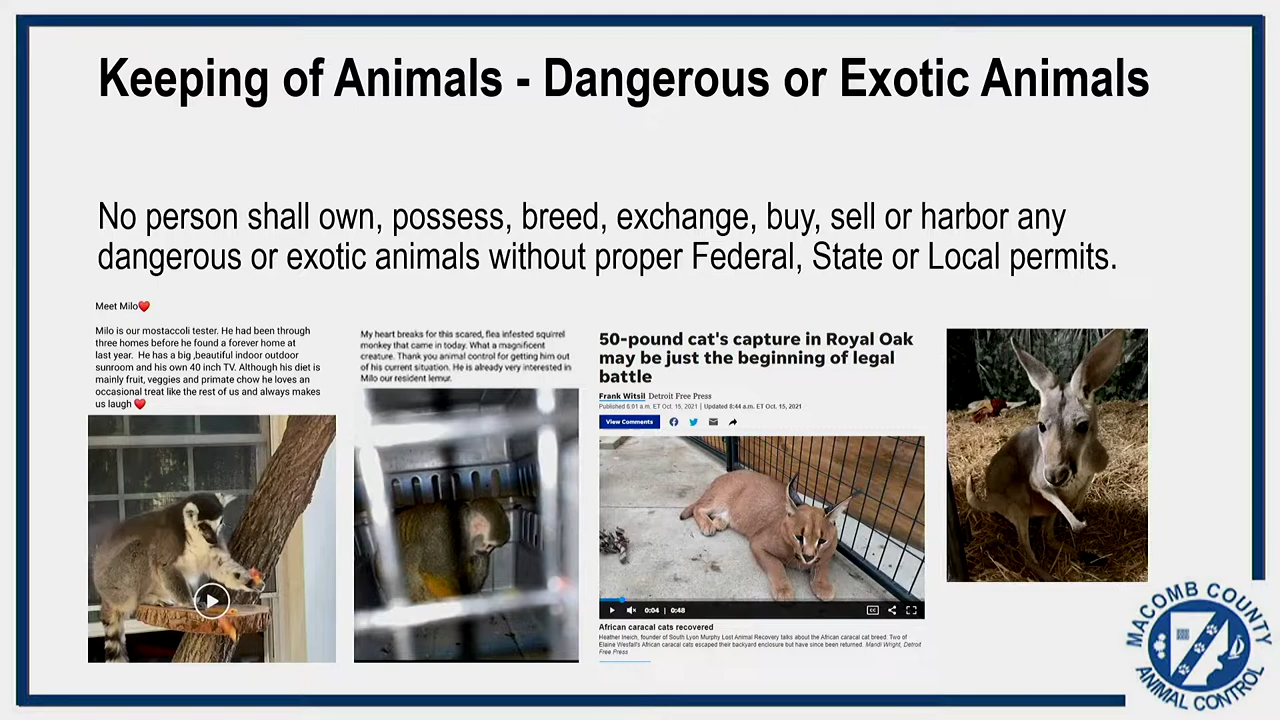 Keeping of Animals - Dangerous or Exotic Animals
No person shall own, possess, breed, exchange, buy, sell or harbor any
dangerous or exotic animals without proper Federal, State or Local permits.
Meet Milo❤️
Milo is our mostaccoli tester. He had been through
three homes before he found a forever home at
last year. He has a big ,beautiful indoor outdoor
sunroom and his own 40 inch TV. Although his diet is
mainly fruit, veggies and primate chow he loves an
occasional treat like the rest of us and always makes
us laugh ❤️
My heart breaks for this scared, flea infested squirrel
monkey that came in today. What a magnificent
creature. Thank you animal control for getting him out
of his current situation. He is already very interested in
Milo our resident lemur.
50-pound cat's capture in Royal Oak
may be just the beginning of legal
battle
Frank Witsil Detroit Free Press
Published 6:01 a.m. ET Oct. 15, 2021 | Updated 8:44 a.m. ET Oct. 15, 2021
View Comments
0:04 | 0:48
CC
African caracal cats recovered
Heather Ineich, founder of South Lyon Murphy Lost Animal Recovery talks about the African caracal cat breed. Two of
Elaine Westfall's African caracal cats escaped their backyard enclosure but have since been returned. Mandi Wright, Detroit
Free Press
MACOMB COUNTY
ANIMAL CONTROL